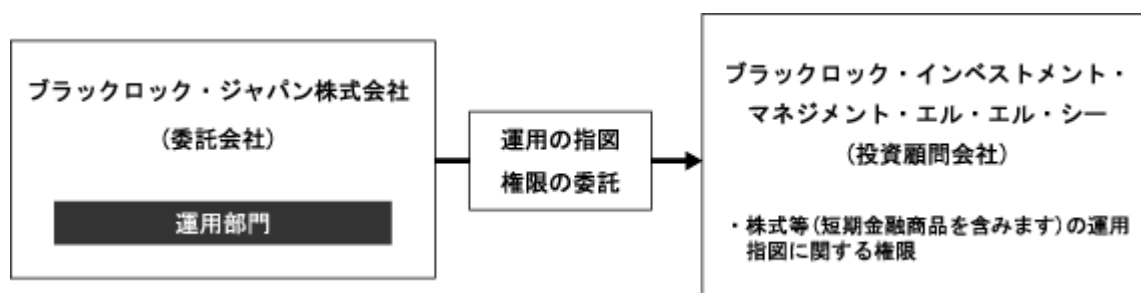 ブラックロック・ジャパン株式会社
(委託会社)
運用部門
運用の指図
権限の委託
ブラックロック・インベストメント・
マネジメント・エル・エル・シー
(投資顧問会社)
・株式等(短期金融商品を含みます)の運用
指図に関する権限